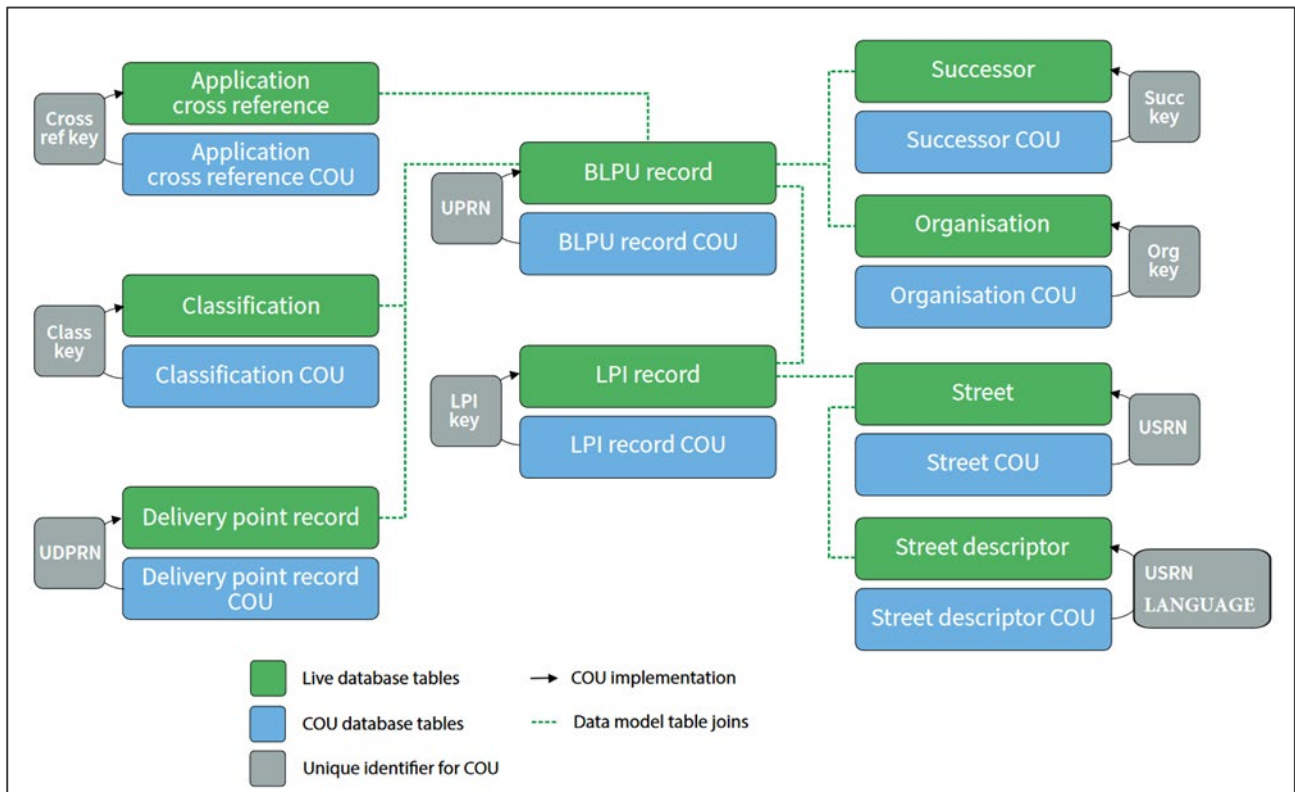 Cross
ref key
Application
cross reference
Application
cross reference COU
Class
key
Classification
Classification COU
UDPRN
Delivery point record
Delivery point record
COU
UPRN
BLPU record
BLPU record COU
LPI
key
LPI record
LPI record COU
Successor
Successor COU
Succ
key
Organisation
Organisation COU
Org
key
Street
Street COU
USRN
Street descriptor
Street descriptor COU
USRN
LANGUAGE
Live database tables
COU database tables
Unique identifier for COU
COU implementation
Data model table joins